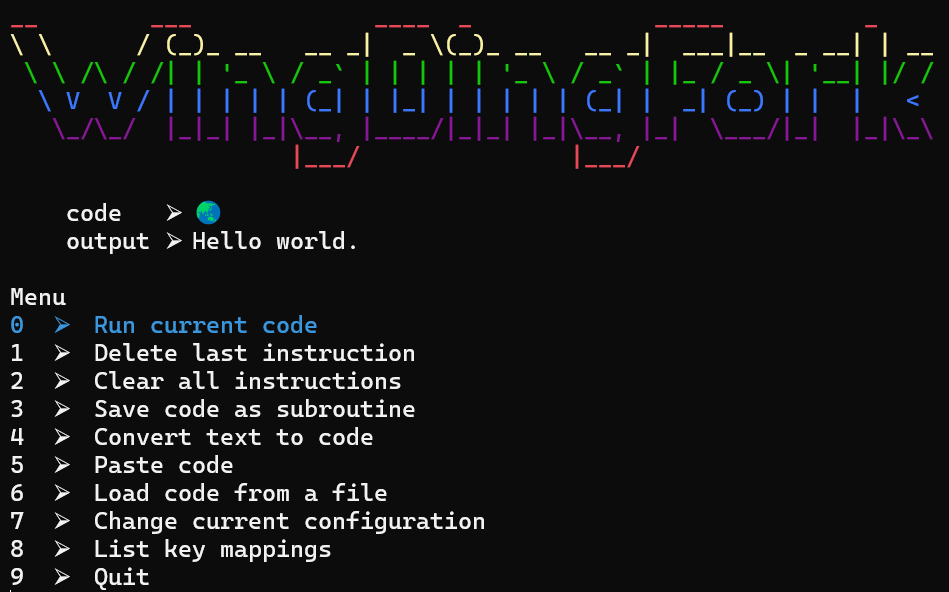 WingDingFork
code ➢ 🌏
output ➢ Hello world.
Menu
0 ➢ Run current code
1 ➢ Delete last instruction
2 ➢ Clear all instructions
3 ➢ Save code as subroutine
4 ➢ Convert text to code
5 ➢ Paste code
6 ➢ Load code from a file
7 ➢ Change current configuration
8 ➢ List key mappings
9 ➢ Quit